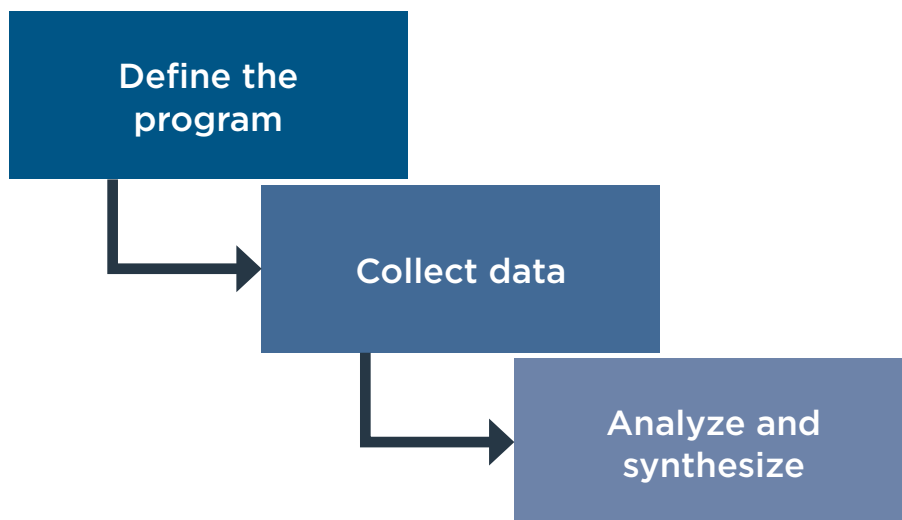 Define the
program
Collect data
Analyze and
synthesize